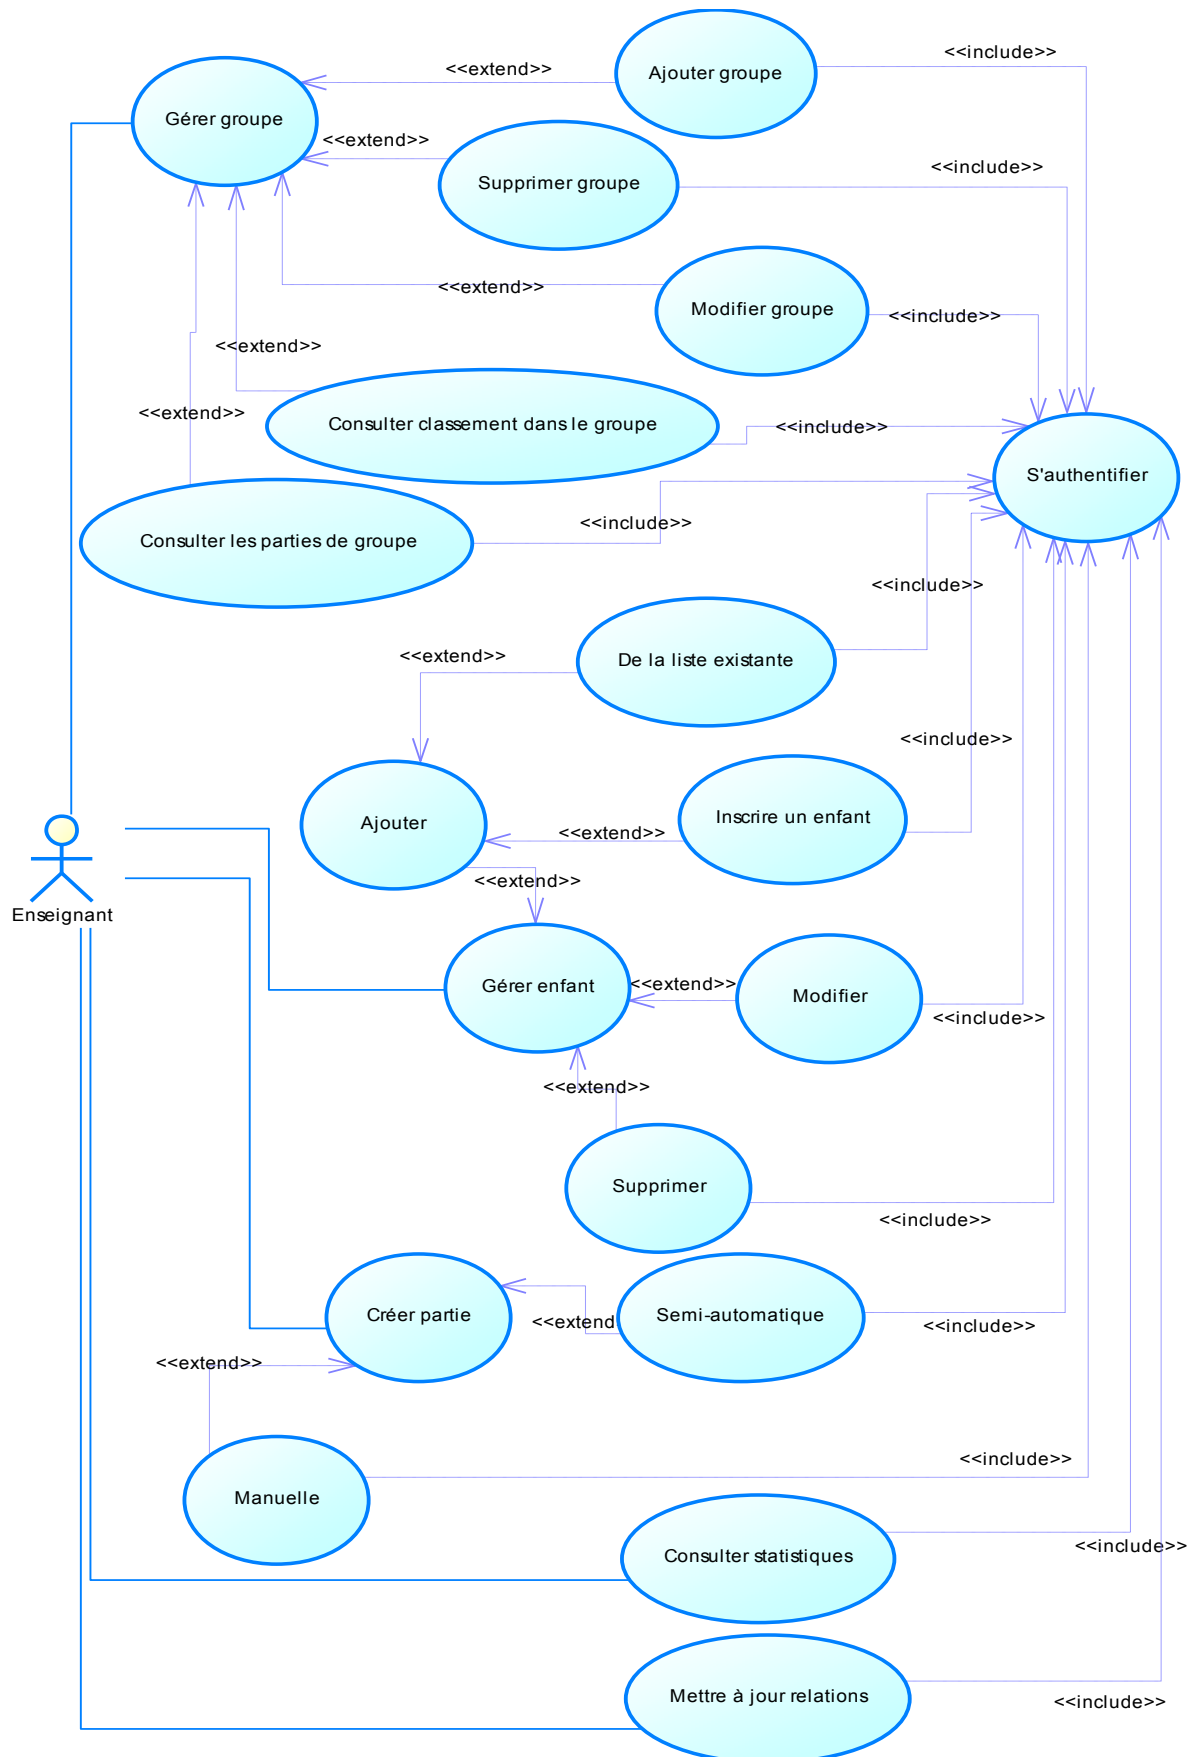 <<include>>
<<extend>>
Ajouter groupe
Gérer groupe
<<extend>>
<<include>>
Supprimer groupe
<<extend>>
Modifier groupe
<<include>>
<<extend>>
<<extend>>
Consulter classement dans le groupe
<<include>>
S'authentifier
<<include>>
Consulter les parties de groupe
<<include>>
<<extend>>
De la liste existante
<<include>>
Ajouter
Inscrire un enfant
<<extend>>
<<extend>>
Enseignant
Gérer enfant
<<extend>>
Modifier
<<include>>
<<extend>>
Supprimer
<<include>>
Créer partie
<<extend
Semi-automatique
<<include>>
<<extend>>
<<include>>
Manuelle
Consulter statistiques
<<include>>
Mettre à jour relations
<<include>>